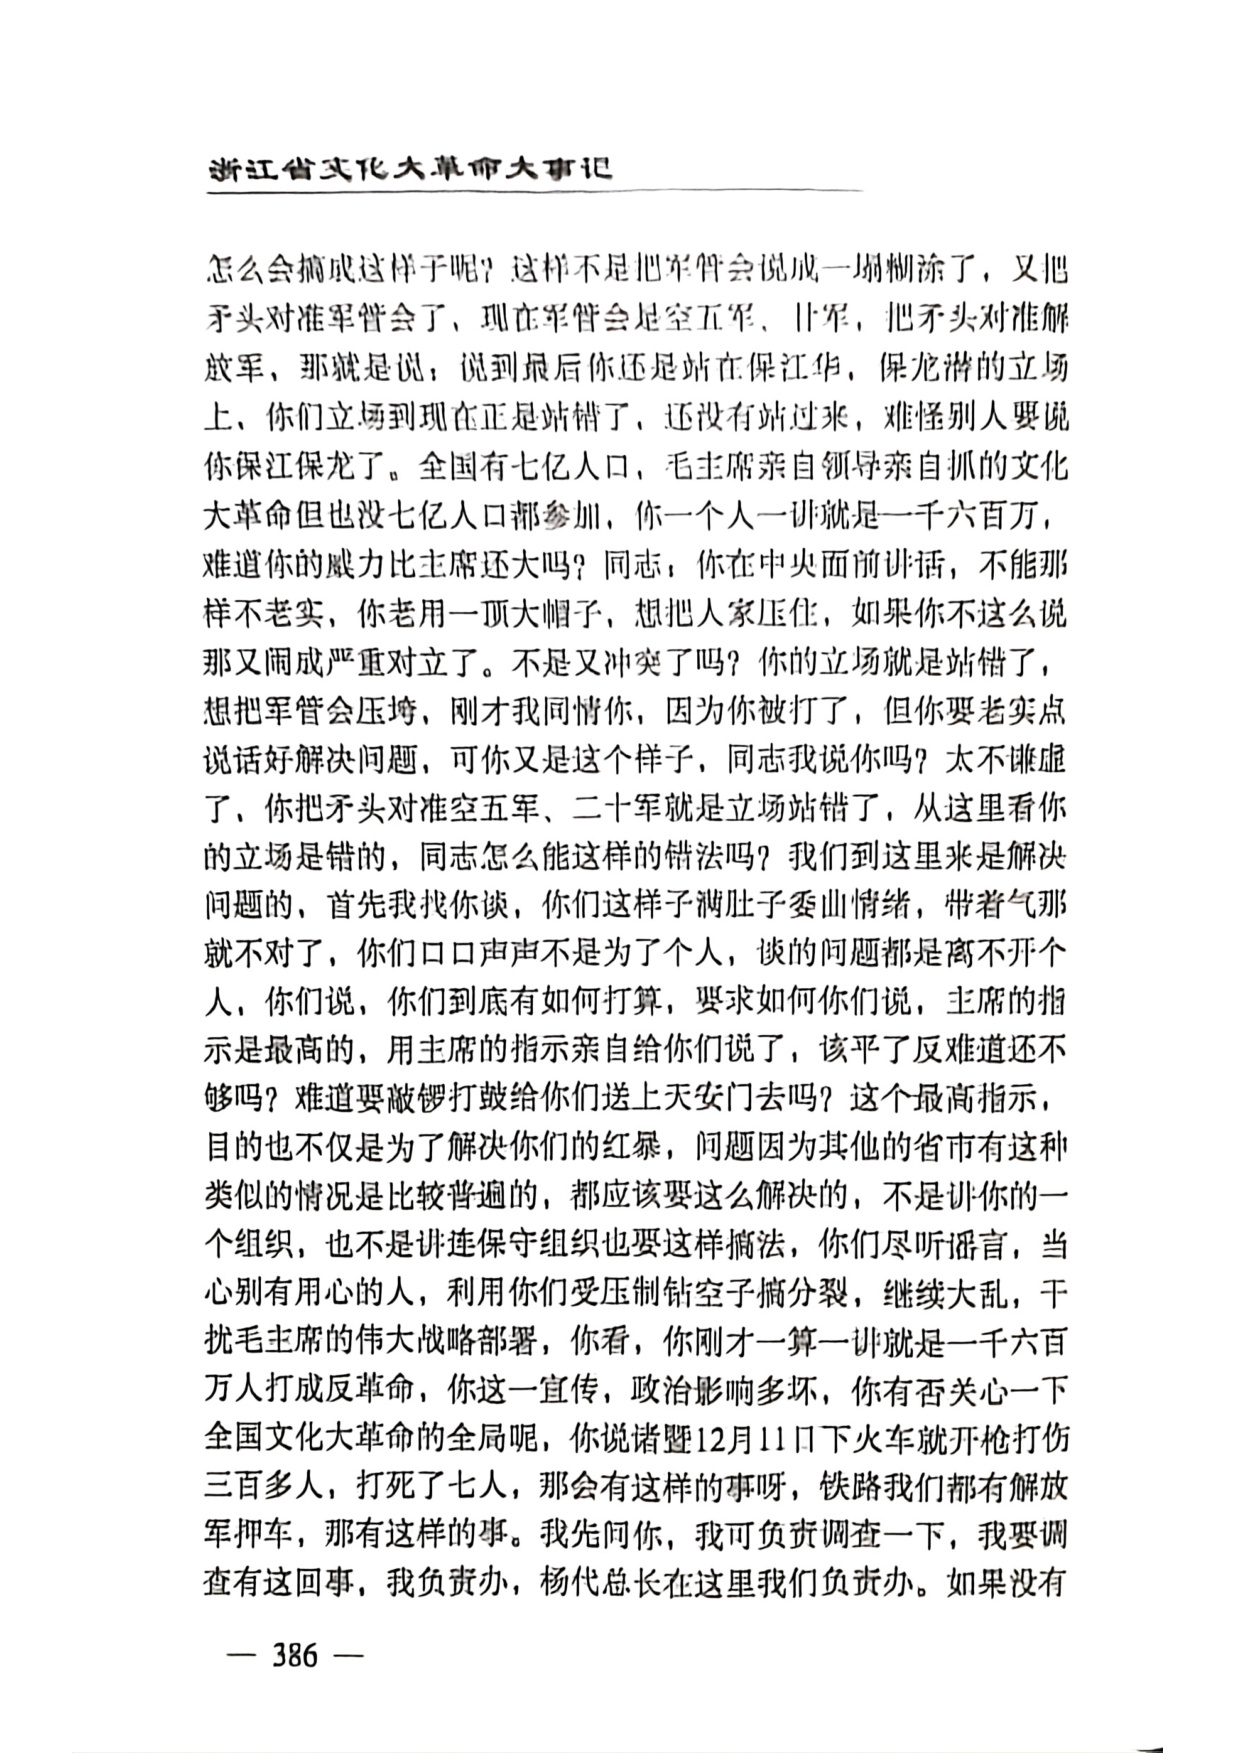 浙江省文化大革命大事记
怎么会搞成这样子呢？这样不是把军管会说成一塌糊涂了，又把
矛头对准军管会了、现在军管会是空五军、廿军，把矛头对准解
放军，那就是说：说到最后你还是站在保江华，保龙潜的立场
上、你们立场到现在正是站错了，还没有站过来，难怪别人要说
你保江保龙了。全国有七亿人口，毛主席亲自领导亲自抓的文化
大革命但也没七亿人口都参加，你一个人一讲就是一千六百万，
难道你的威力比主席还大吗？同志：你在中央面前讲话，不能那
样不老实，你老用一顶大帽子，想把人家压住，如果你不这么说
那又闹成严重对立了。不是又冲突了吗？你的立场就是站错了，
想把军管会压垮，刚才我同情你，因为你被打了，但你要老实点
说话好解决问题，可你又是这个样子，同志我说你吗？太不谦虚
了、你把矛头对准空五军、二十军就是立场站错了，从这里看你
的立场是错的，同志怎么能这样的错法吗？我们到这里来是解决
问题的，首先我找你谈，你们这样子满肚子委曲情绪，带着气那
就不对了，你们口口声声不是为了个人，谈的问题都是离不开个
人，你们说，你们到底有如何打算，要求如何你们说，主席的指
示是最高的，用主席的指示亲自给你们说了，该平了反难道还不
够吗？难道要敲锣打鼓给你们送上天安门去吗？这个最高指示，
目的也不仅是为了解决你们的红暴，问题因为其他的省市有这种
类似的情况是比较普遍的，都应该要这么解决的，不是讲你的一
个组织，也不是讲连保守组织也要这样搞法，你们尽听谣言，当
心别有用心的人，利用你们受压制钻空子搞分裂，继续大乱，干
扰毛主席的伟大战略部署，你看，你刚才一算一讲就是一千六百
万人打成反革命，你这一宣传，政治影响多坏，你有否关心一下
全国文化大革命的全局呢，你说诸暨12月11日下火车就开枪打伤
三百多人，打死了七人，那会有这样的事呀，铁路我们都有解放
军押车，那有这样的事。我先问你，我可负责调查一下，我要调
查有这回事，我负责办，杨代总长在这里我们负责办。如果没有
— 386 —